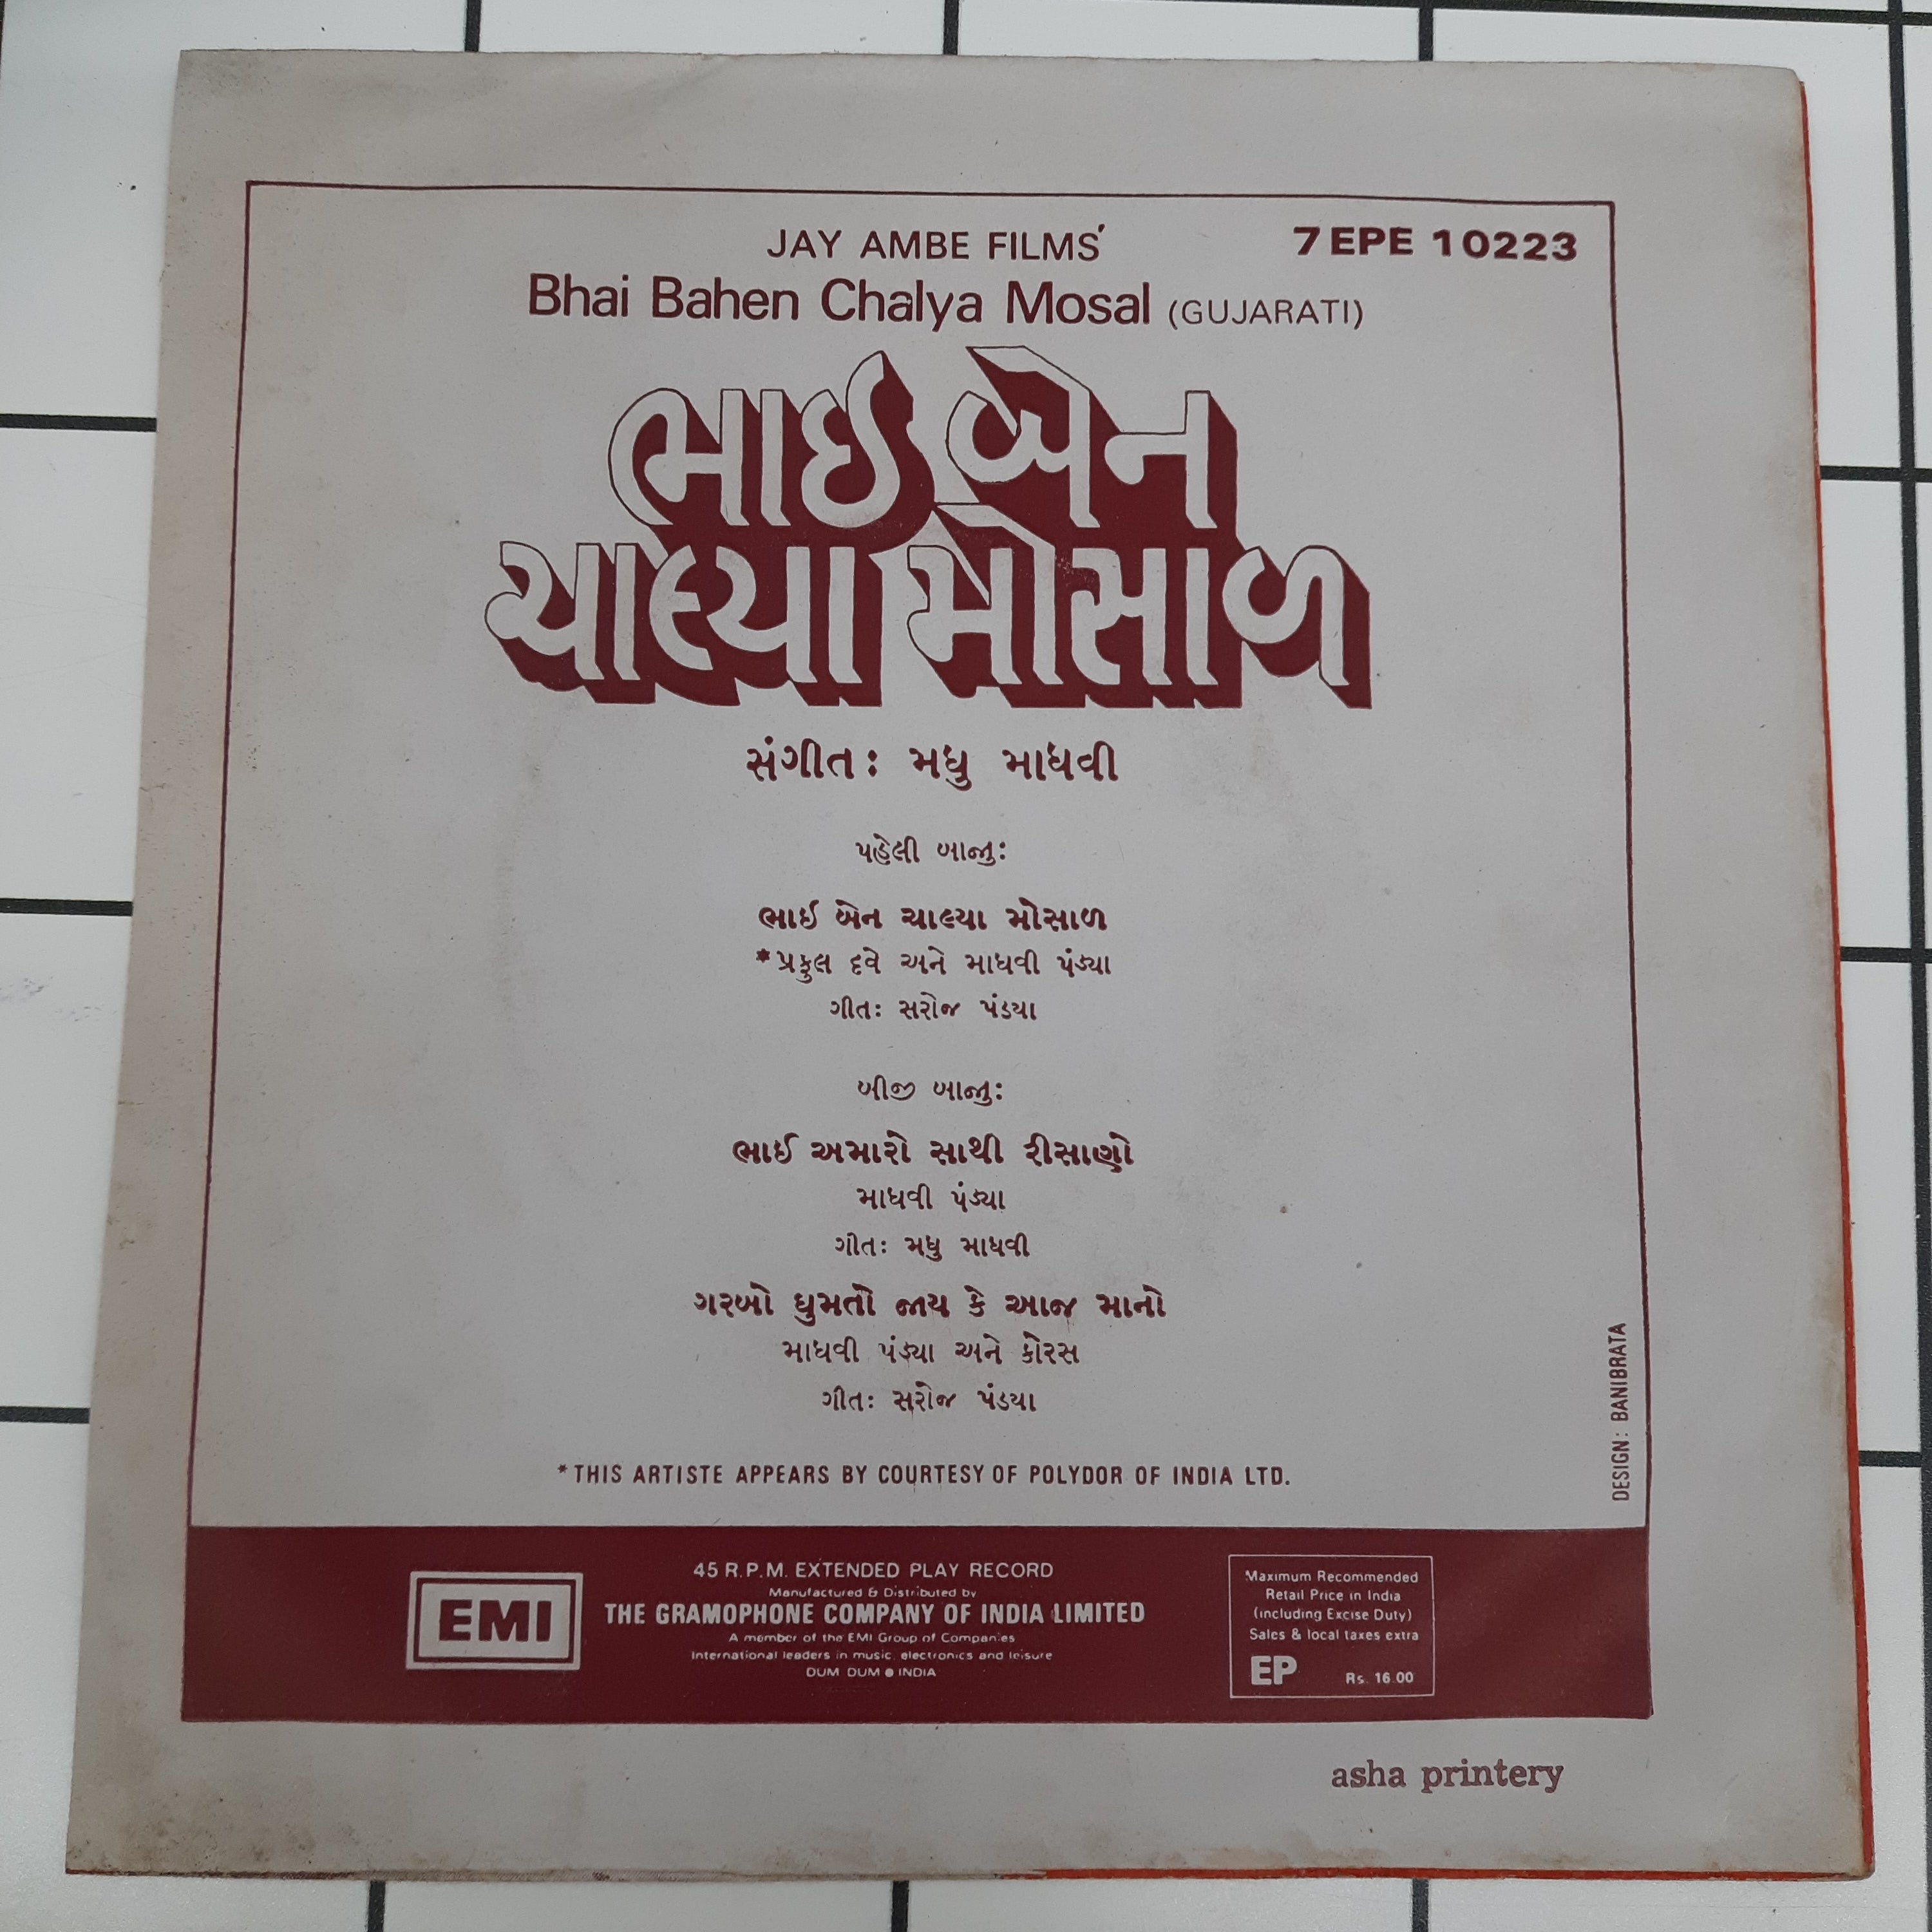 JAY AMBE FILMS'
7EPE 10223
Bhai Bahen Chalya Mosal (GUJARATI)
ભાઈ બેન
ચાલ્યા મોસાળ
સંગીત: મધુ માધવી
પહેલી બાજુ:
ભાઈ બેન ચાલ્યા મોસાળ
*પ્રફુલ દવે અને માધવી પંડ્યા
ગીત: સરોજ પંડયા
બીજી બાજુ:
ભાઈ અમારો સાથી રીસાણો
માધવી પંડ્યા
ગીત: મધુ માધવી
ગરબો ઘુમતો જાય કે આજ માનો
માધવી પંડ્યા અને કોરસ
ગીત: સરોજ પંડયા
*THIS ARTISTE APPEARS BY COURTESY OF POLYDOR OF INDIA LTD.
DESIGN: BANIBRATA
EMI
45 R.P.M. EXTENDED PLAY RECORD
Manufactured & Distributed by
THE GRAMOPHONE COMPANY OF INDIA LIMITED
A member of the EMI Group of Companies
International leaders in music, electronics and leisure
DUM DUM ● INDIA
Maximum Recommended
Retail Price in India
(including Excise Duty)
Sales & local taxes extra
EP Rs. 16.00
asha printery